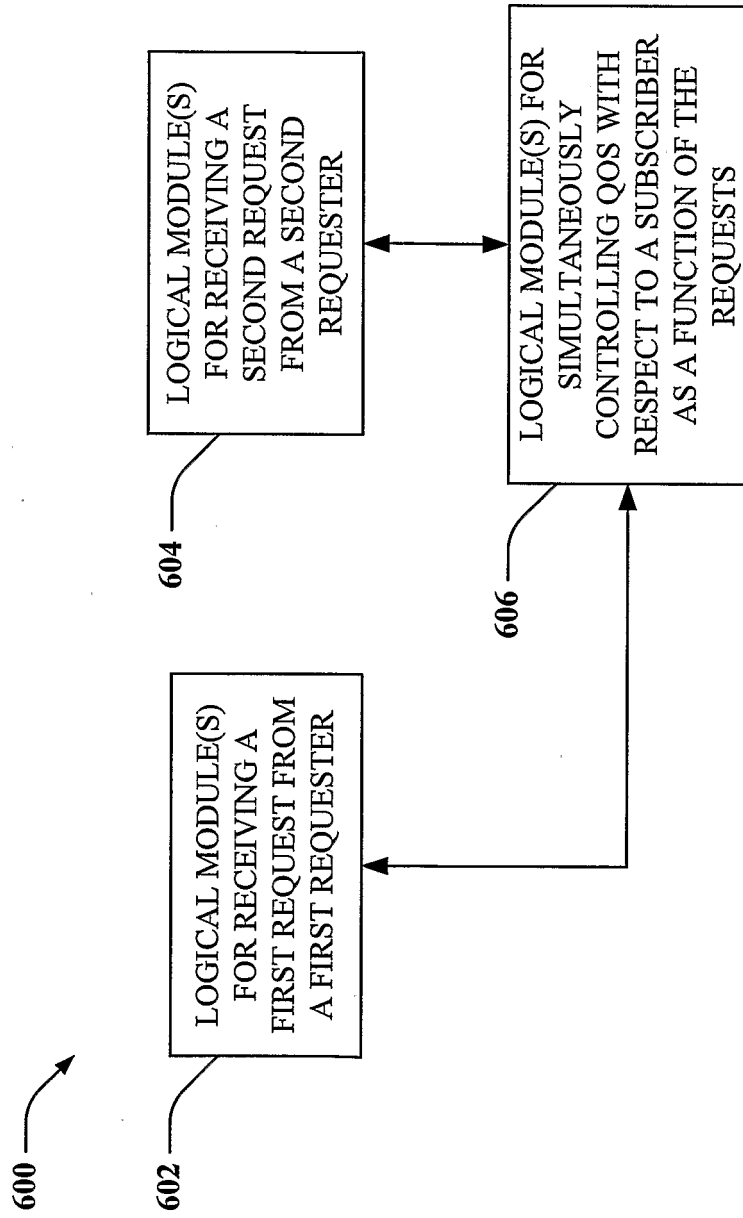 600
602
LOGICAL MODULE(S)
FOR RECEIVING A
FIRST REQUEST FROM
A FIRST REQUESTER
604
LOGICAL MODULE(S)
FOR RECEIVING A
SECOND REQUEST
FROM A SECOND
REQUESTER
606
LOGICAL MODULE(S) FOR
SIMULTANEOUSLY
CONTROLLING QOS WITH
RESPECT TO A SUBSCRIBER
AS A FUNCTION OF THE
REQUESTS